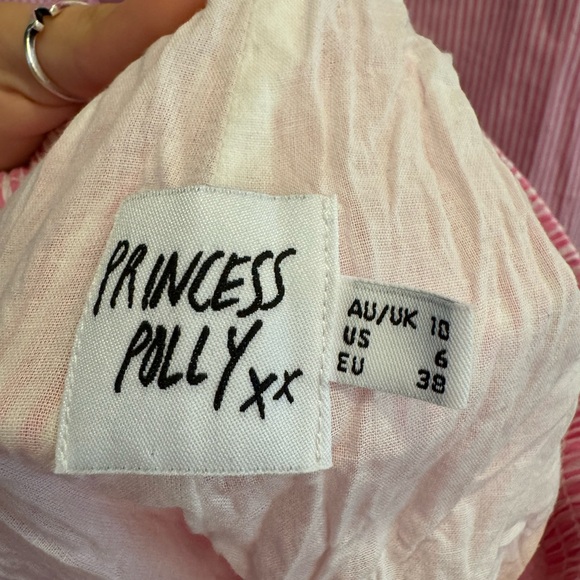 PRINCESS
POLLY xx
AU/UK 10
US 6
EU 38